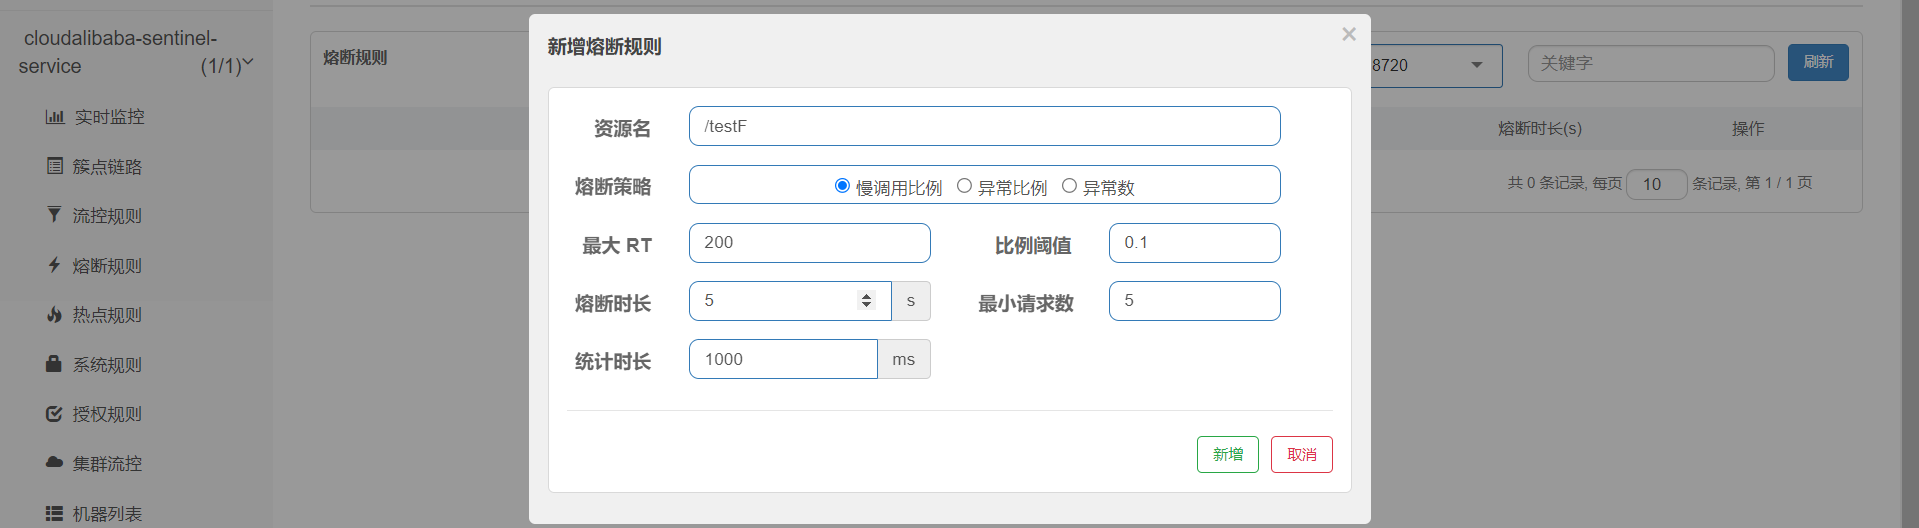 cloudalibaba-sentinel-
service (1/1)
实时监控
簇点链路
流控规则
熔断规则
热点规则
系统规则
授权规则
集群流控
机器列表
熔断规则
8720
关键字
刷新
熔断时长(s) 操作
共 0 条记录, 每页 10 条记录, 第 1 / 1 页
新增熔断规则 ×
资源名 /testF
熔断策略 慢调用比例 异常比例 异常数
最大 RT 200 比例阈值 0.1
熔断时长 5 s 最小请求数 5
统计时长 1000 ms
新增 取消